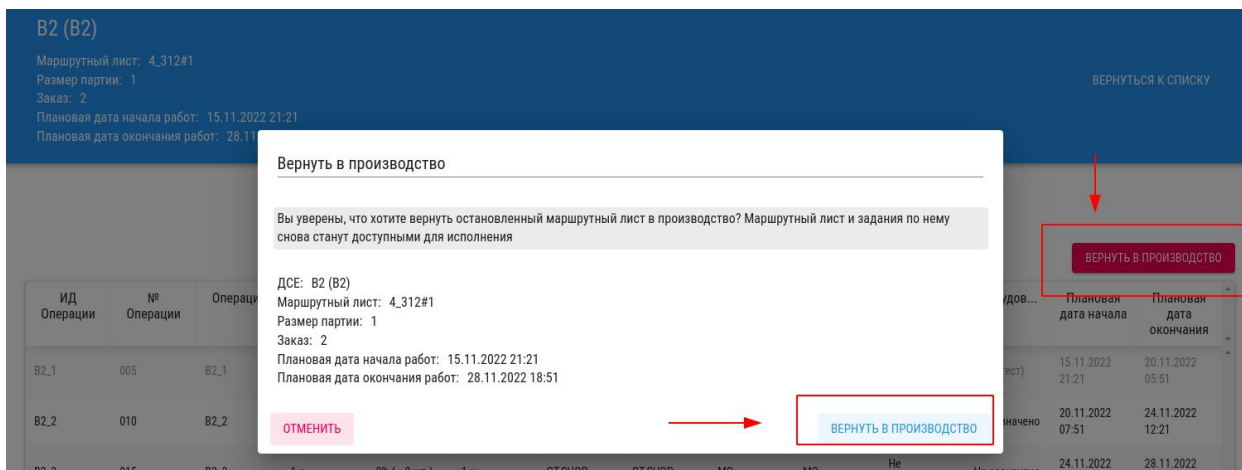 B2 (B2)
Маршрутный лист: 4_312#1
Размер партии: 1
Заказ: 2
Плановая дата начала работ: 15.11.2022 21:21
Плановая дата окончания работ: 28.11
ВЕРНУТЬСЯ К СПИСКУ
Вернуть в производство
Вы уверены, что хотите вернуть остановленный маршрутный лист в производство? Маршрутный лист и задания по нему
снова станут доступными для исполнения
ДСЕ: B2 (B2)
Маршрутный лист: 4_312#1
Размер партии: 1
Заказ: 2
Плановая дата начала работ: 15.11.2022 21:21
Плановая дата окончания работ: 28.11.2022 18:51
ОТМЕНИТЬ
ВЕРНУТЬ В ПРОИЗВОДСТВО
ВЕРНУТЬ В ПРОИЗВОДСТВО
ИД
Операции
№
Операции
Операци
удов...
Плановая
дата начала
Плановая
дата
окончания
B2_1 005 B2_1 тест) 15.11.2022 20.11.2022
21:21 05:51
B2_2 010 B2_2 значено 20.11.2022 24.11.2022
07:51 12:21
Не 24.11.2022 28.11.2022